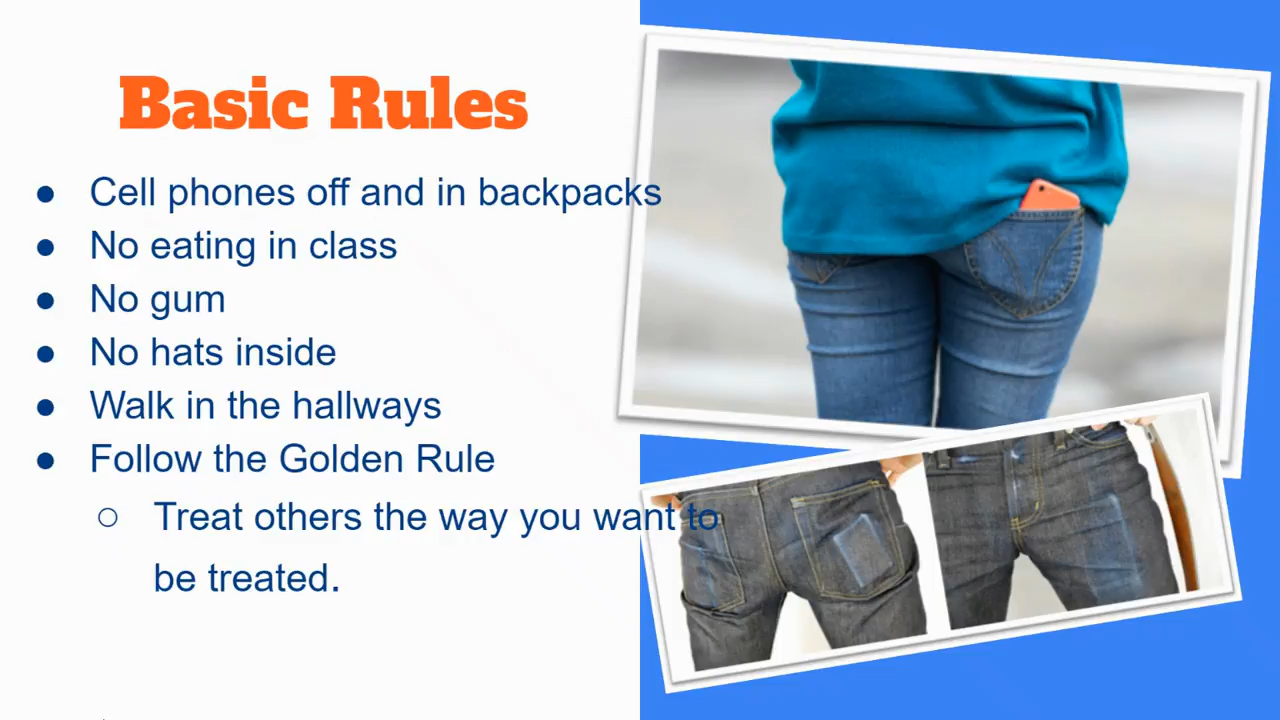 Basic Rules
● Cell phones off and in backpacks
● No eating in class
● No gum
● No hats inside
● Walk in the hallways
● Follow the Golden Rule
○ Treat others the way you want to
be treated.